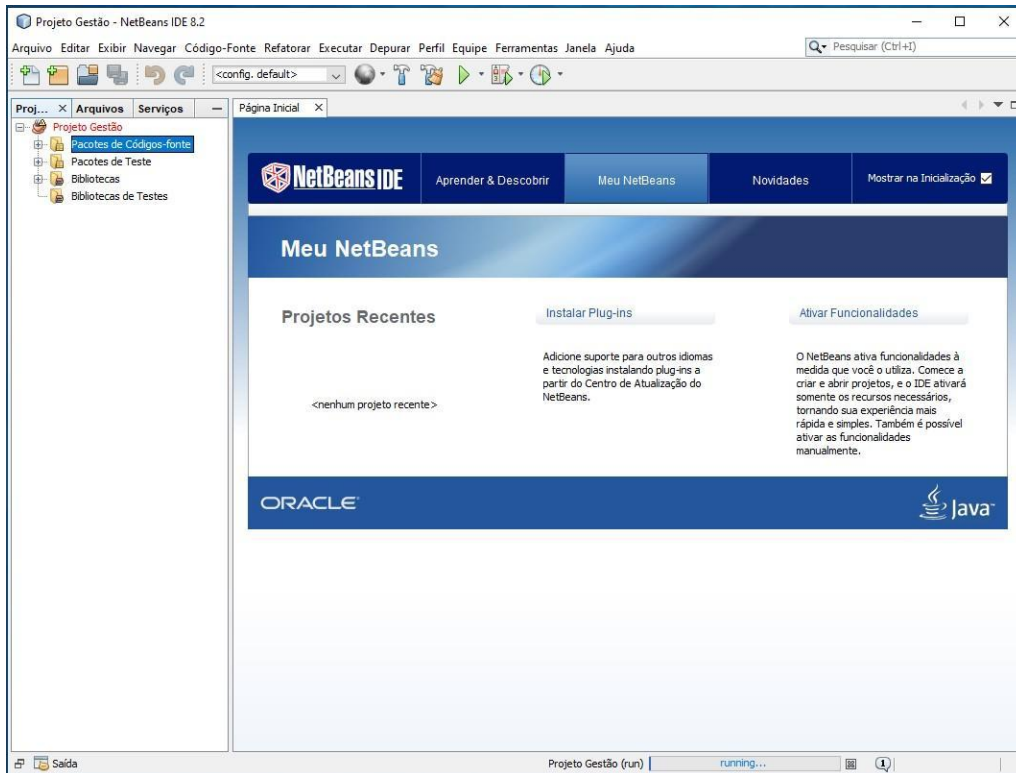 Projeto Gestão - NetBeans IDE 8.2
Arquivo Editar Exibir Navegar Código-Fonte Refatorar Executar Depurar Perfil Equipe Ferramentas Janela Ajuda
Pesquisar (Ctrl+I)
<config. default>
Proj... Arquivos Serviços
Página Inicial
Projeto Gestão
Pacotes de Códigos-fonte
Pacotes de Teste
Bibliotecas
Bibliotecas de Testes
NetBeans IDE
Aprender & Descobrir
Meu NetBeans
Novidades
Mostrar na Inicialização
Meu NetBeans
Projetos Recentes
<nenhum projeto recente>
Instalar Plug-ins
Adicione suporte para outros idiomas
e tecnologias instalando plug-ins a
partir do Centro de Atualização do
NetBeans.
Ativar Funcionalidades
O NetBeans ativa funcionalidades à
medida que você o utiliza. Comece a
criar e abrir projetos, e o IDE ativará
somente os recursos necessários,
tornando sua experiência mais
rápida e simples. Também é possível
ativar as funcionalidades
manualmente.
ORACLE
Java
Saída
Projeto Gestão (run)
running...
1